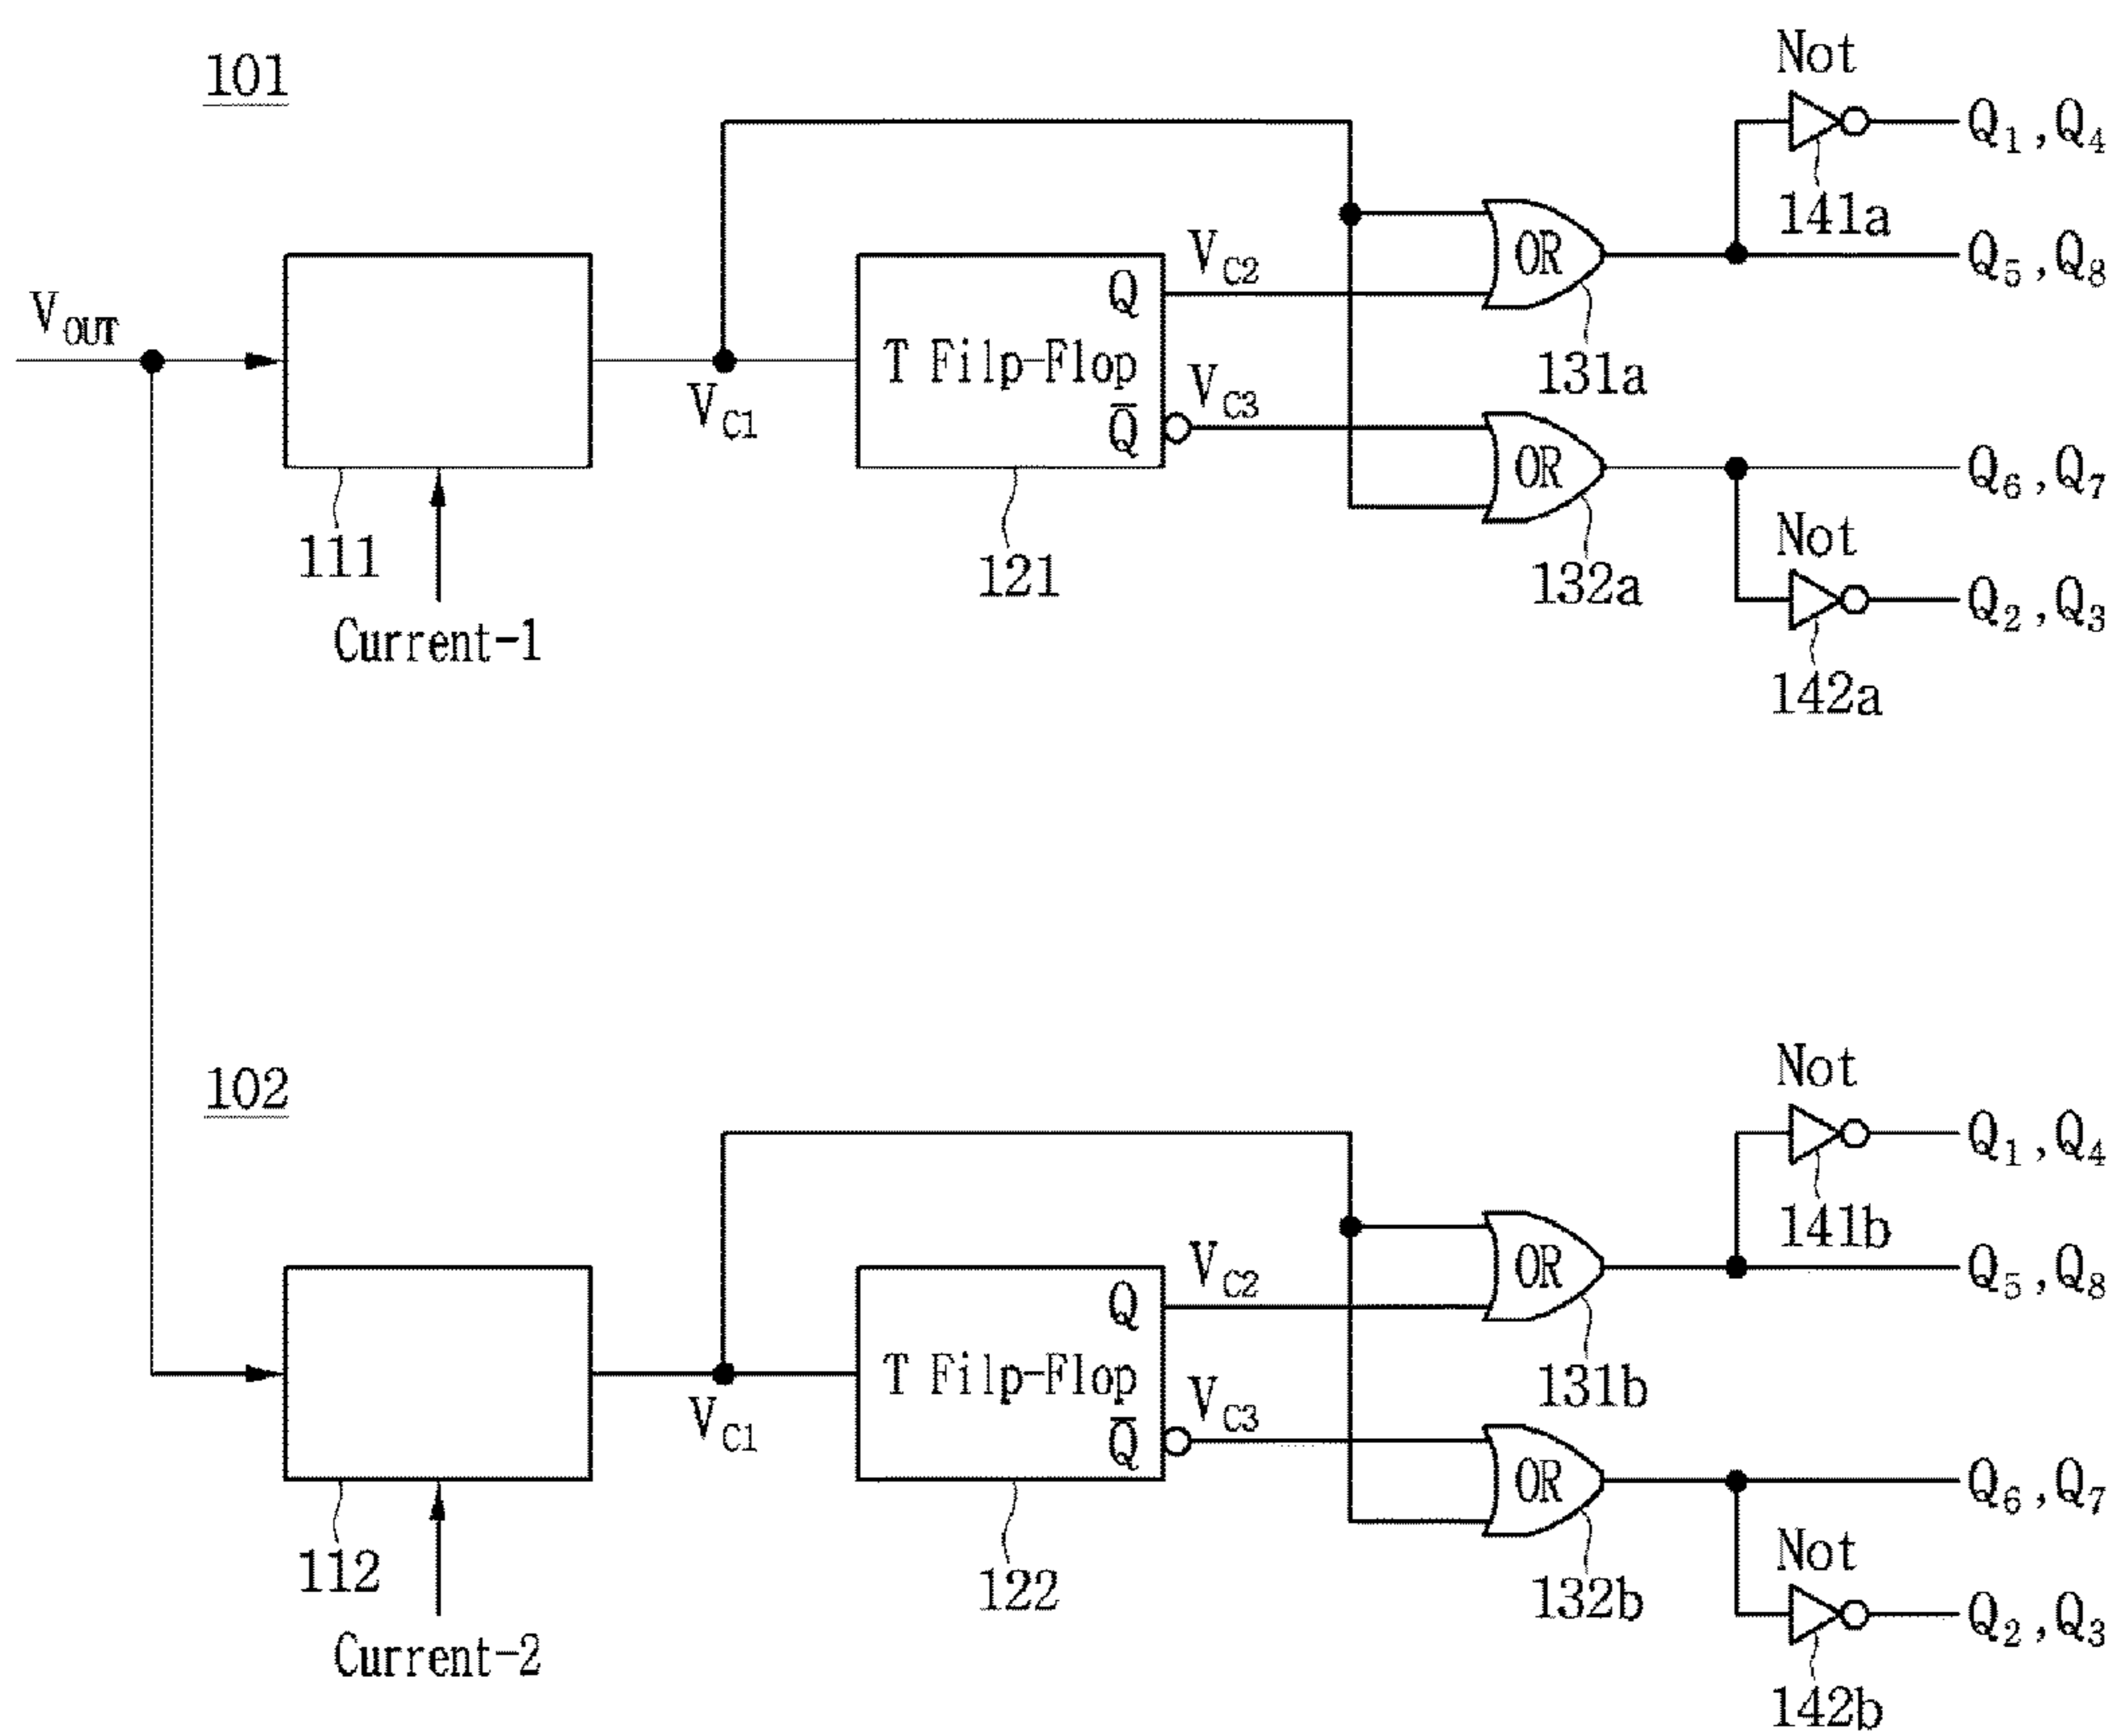 101
Not
Q1,Q4
141a
VOUT
VC2
Q
OR
Q5,Q8
131a
T Filp-Flop
VC1
VC3
Q̅
OR
Q6,Q7
132a
111
121
Current-1
Not
Q2,Q3
142a
102
Not
Q1,Q4
141b
VC2
Q
OR
Q5,Q8
131b
T Filp-Flop
VC1
VC3
Q̅
OR
Q6,Q7
132b
112
122
Current-2
Not
Q2,Q3
142b